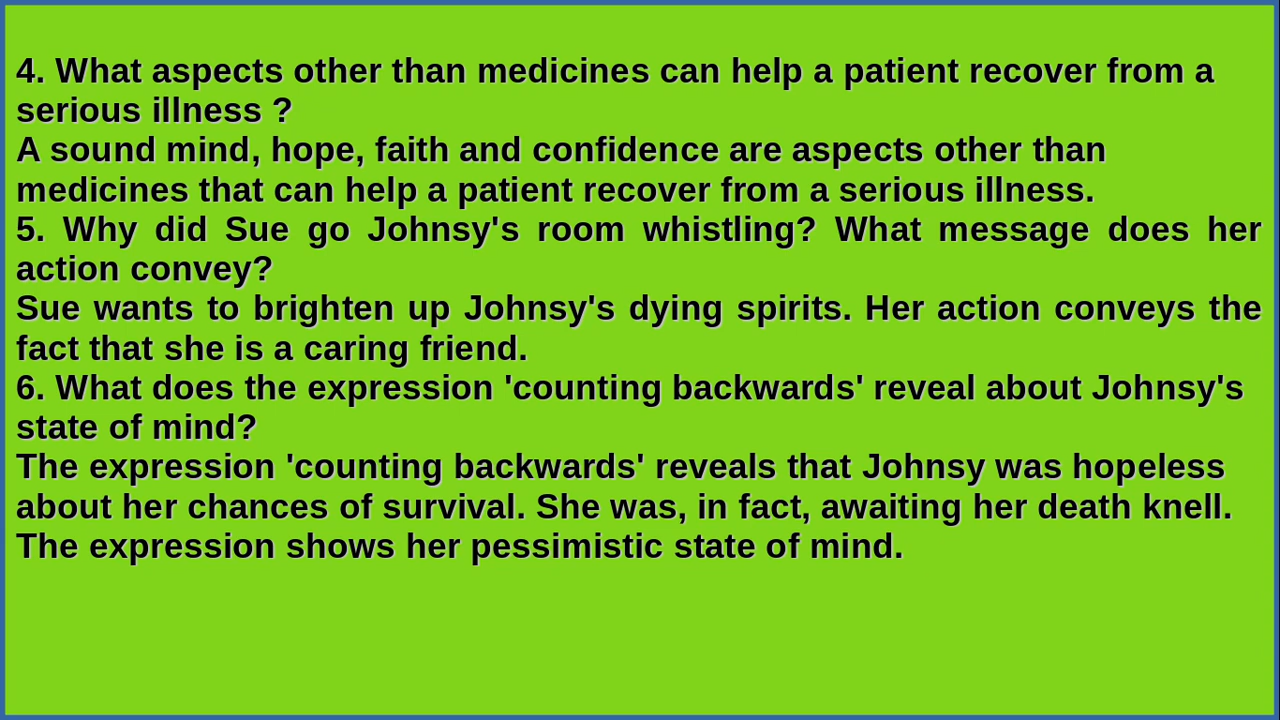 4. What aspects other than medicines can help a patient recover from a
serious illness ?
A sound mind, hope, faith and confidence are aspects other than
medicines that can help a patient recover from a serious illness.
5. Why did Sue go Johnsy's room whistling? What message does her
action convey?
Sue wants to brighten up Johnsy's dying spirits. Her action conveys the
fact that she is a caring friend.
6. What does the expression 'counting backwards' reveal about Johnsy's
state of mind?
The expression 'counting backwards' reveals that Johnsy was hopeless
about her chances of survival. She was, in fact, awaiting her death knell.
The expression shows her pessimistic state of mind.